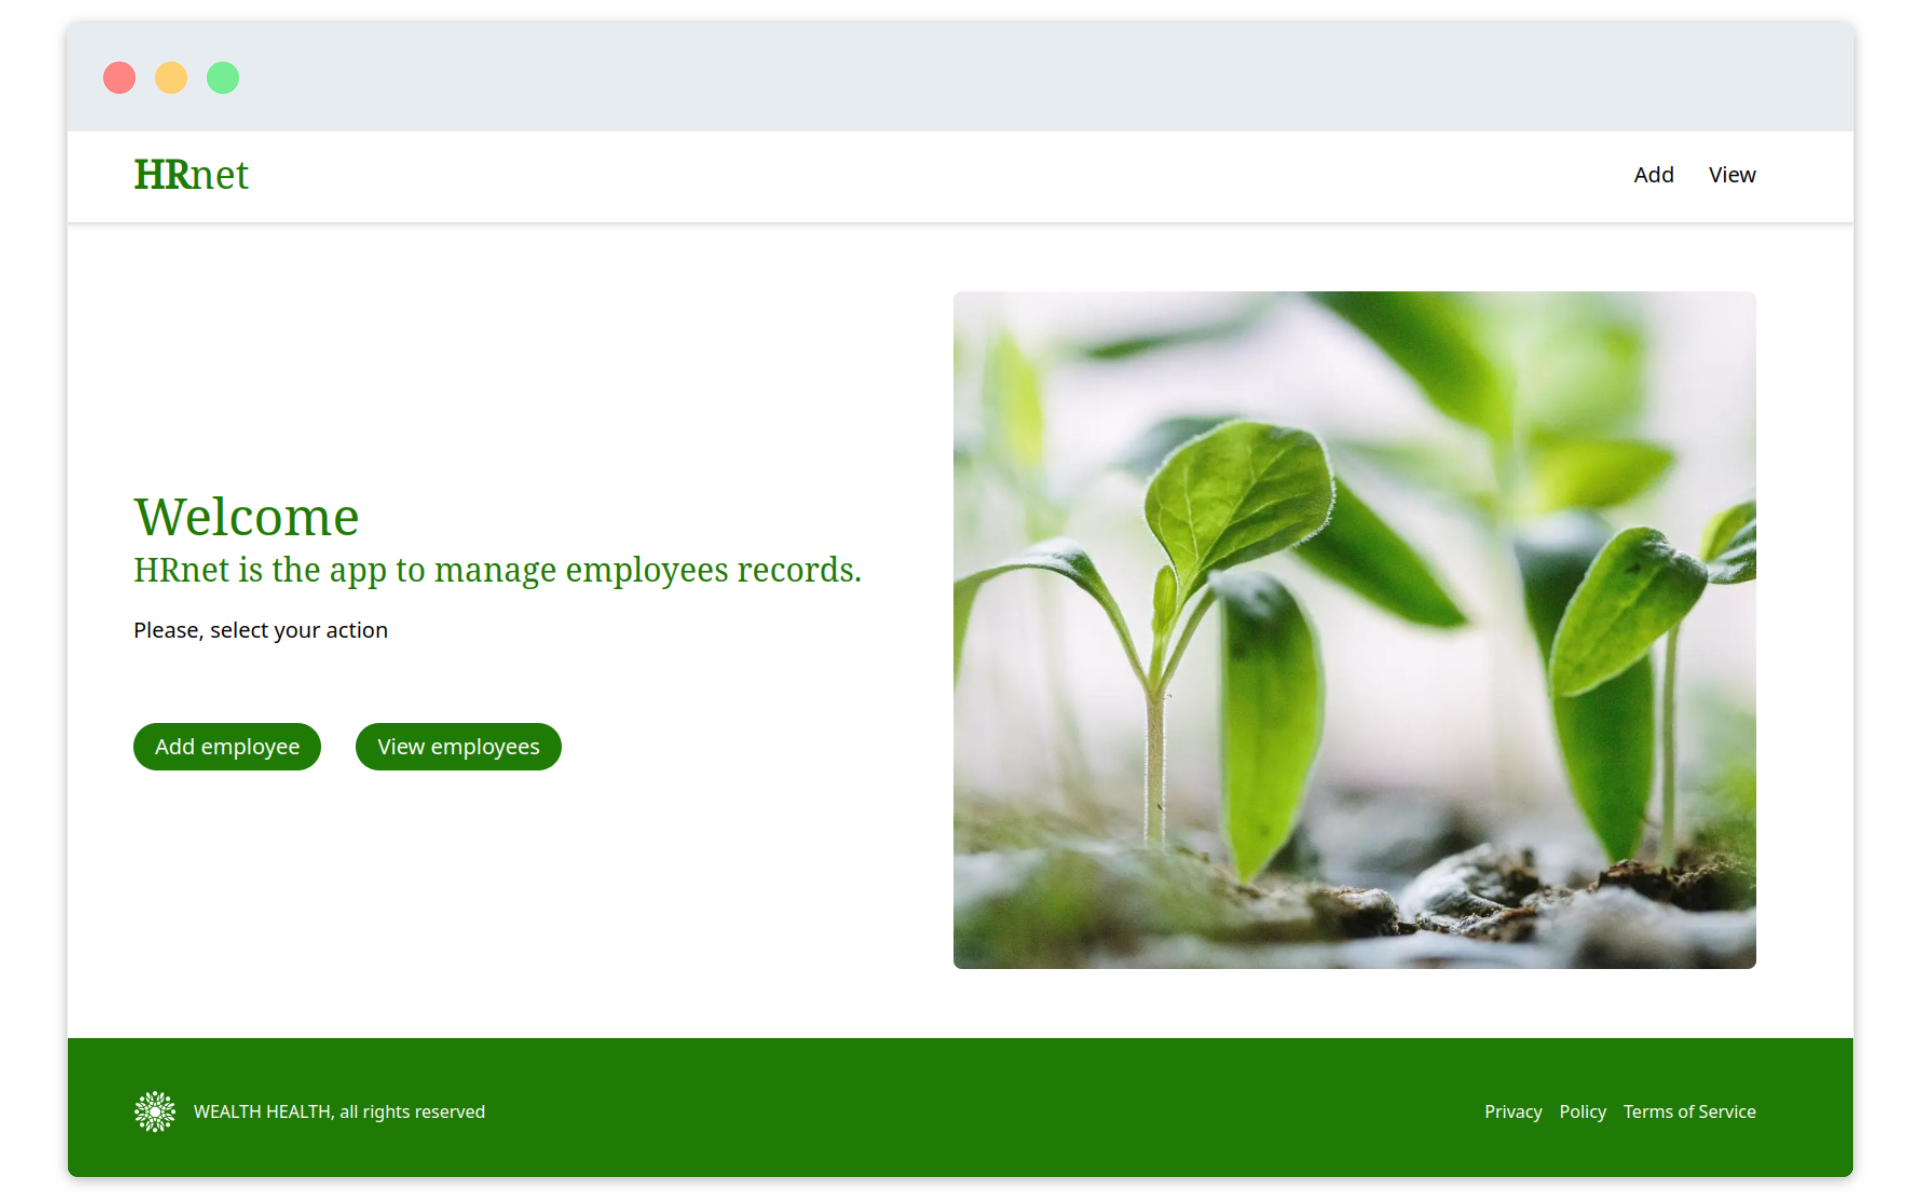 HRnet
Add View
Welcome
HRnet is the app to manage employees records.
Please, select your action
Add employee View employees
WEALTH HEALTH, all rights reserved
Privacy Policy Terms of Service